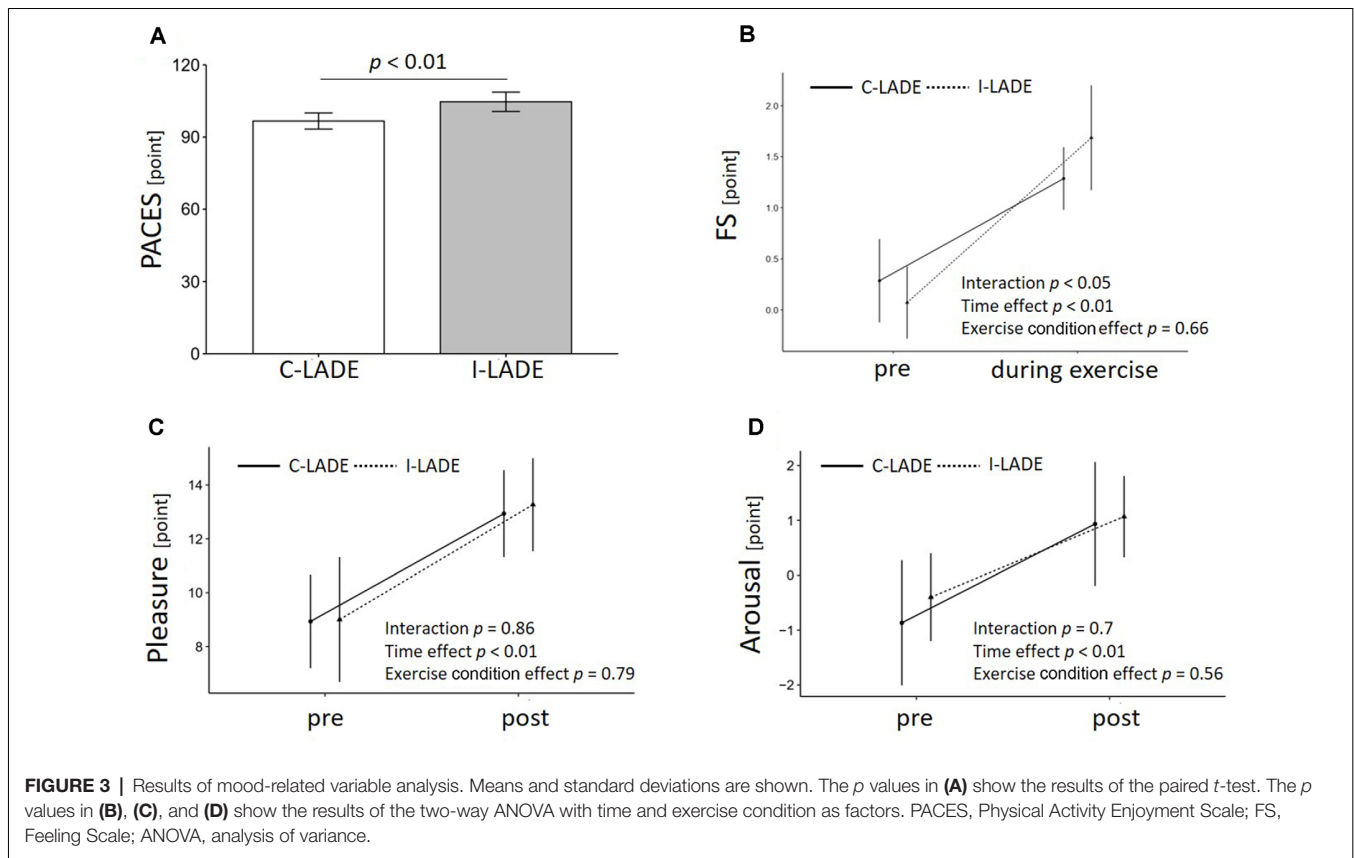 A
120
90
60
30
0
PACES [point]
p < 0.01
C-LADE
I-LADE
B
C-LADE I-LADE
2.0
1.5
1.0
0.5
0.0
FS [point]
Interaction p < 0.05
Time effect p < 0.01
Exercise condition effect p = 0.66
pre
during exercise
C
C-LADE I-LADE
14
12
10
8
Pleasure [point]
Interaction p = 0.86
Time effect p < 0.01
Exercise condition effect p = 0.79
pre
post
D
C-LADE I-LADE
2
1
0
−1
−2
Arousal [point]
Interaction p = 0.7
Time effect p < 0.01
Exercise condition effect p = 0.56
pre
post
FIGURE 3 | Results of mood-related variable analysis. Means and standard deviations are shown. The p values in (A) show the results of the paired t-test. The p
values in (B), (C), and (D) show the results of the two-way ANOVA with time and exercise condition as factors. PACES, Physical Activity Enjoyment Scale; FS,
Feeling Scale; ANOVA, analysis of variance.